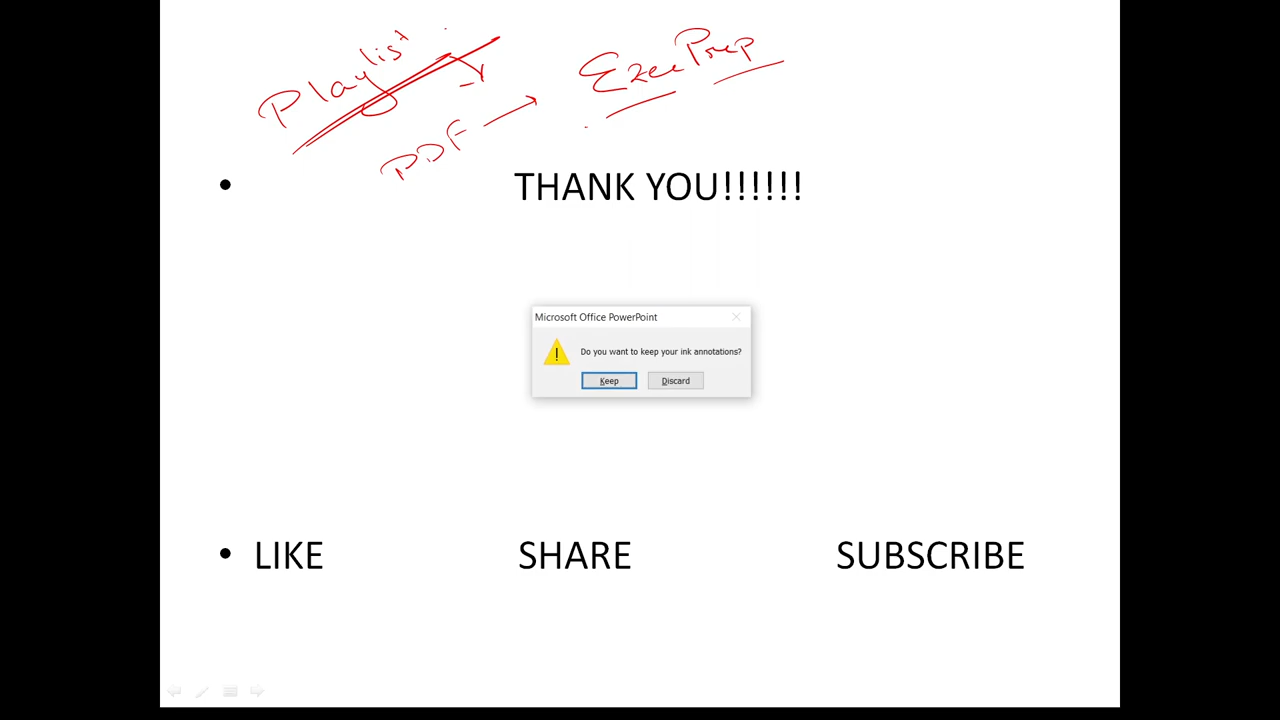 Playlist
PDF → ExeePrep
• THANK YOU!!!!!!
Microsoft Office PowerPoint
Do you want to keep your ink annotations?
Keep Discard
• LIKE SHARE SUBSCRIBE